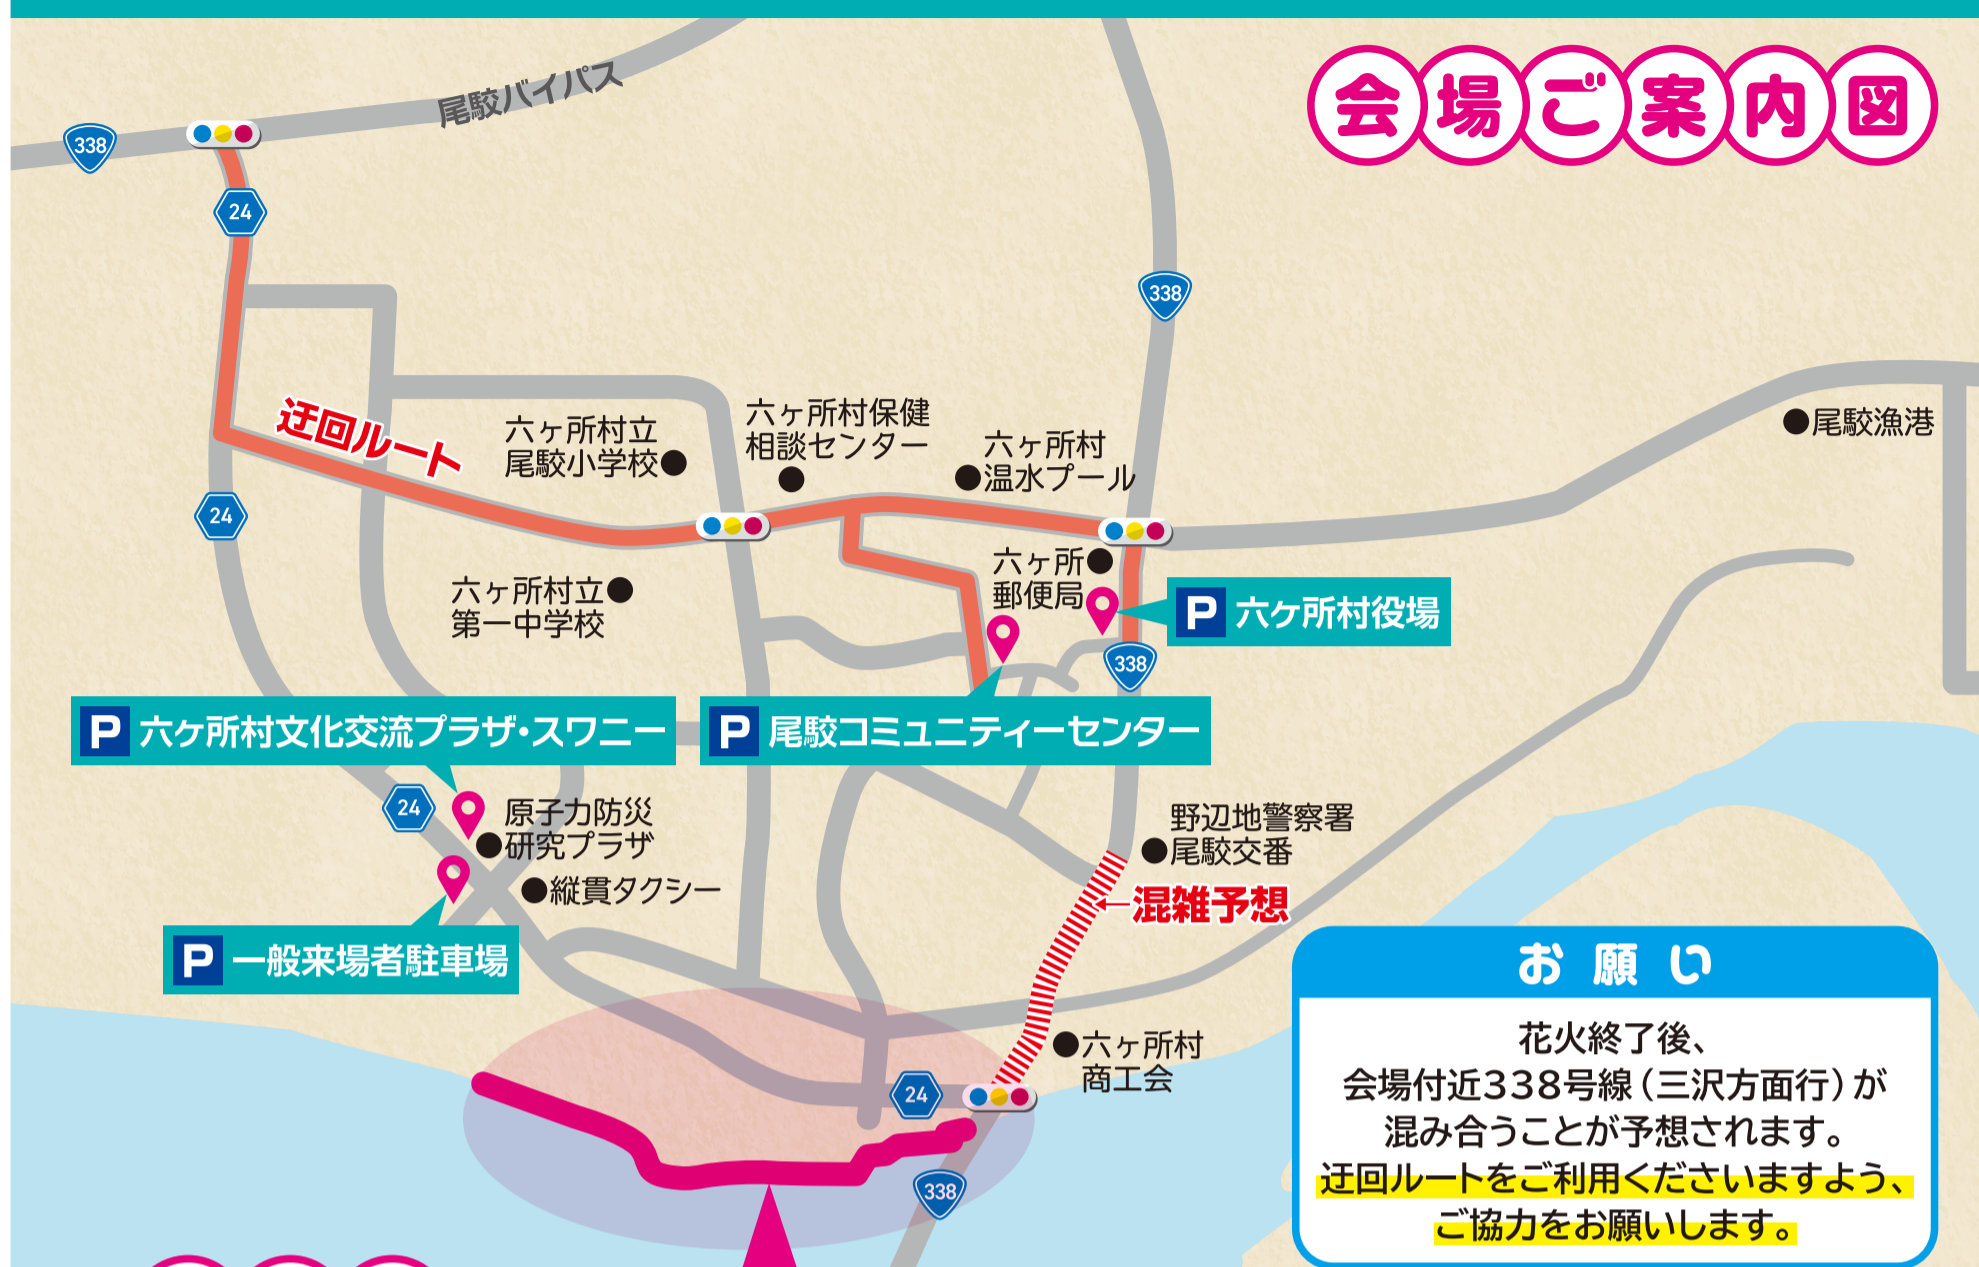 会場ご案内図
尾駮バイパス
338
24
338
迂回ルート
六ヶ所村立
尾駮小学校
六ヶ所村保健
相談センター
六ヶ所村
温水プール
尾駮漁港
24
六ヶ所村立
第一中学校
六ヶ所
郵便局
P 六ヶ所村役場
338
P 六ヶ所村文化交流プラザ・スワニー
P 尾駮コミュニティーセンター
24
原子力防災
研究プラザ
縦貫タクシー
野辺地警察署
尾駮交番
←混雑予想
P 一般来場者駐車場
六ヶ所村
商工会
24
338
お願い
花火終了後、
会場付近338号線(三沢方面行)が
混み合うことが予想されます。
迂回ルートをご利用くださいますよう、
ご協力をお願いします。